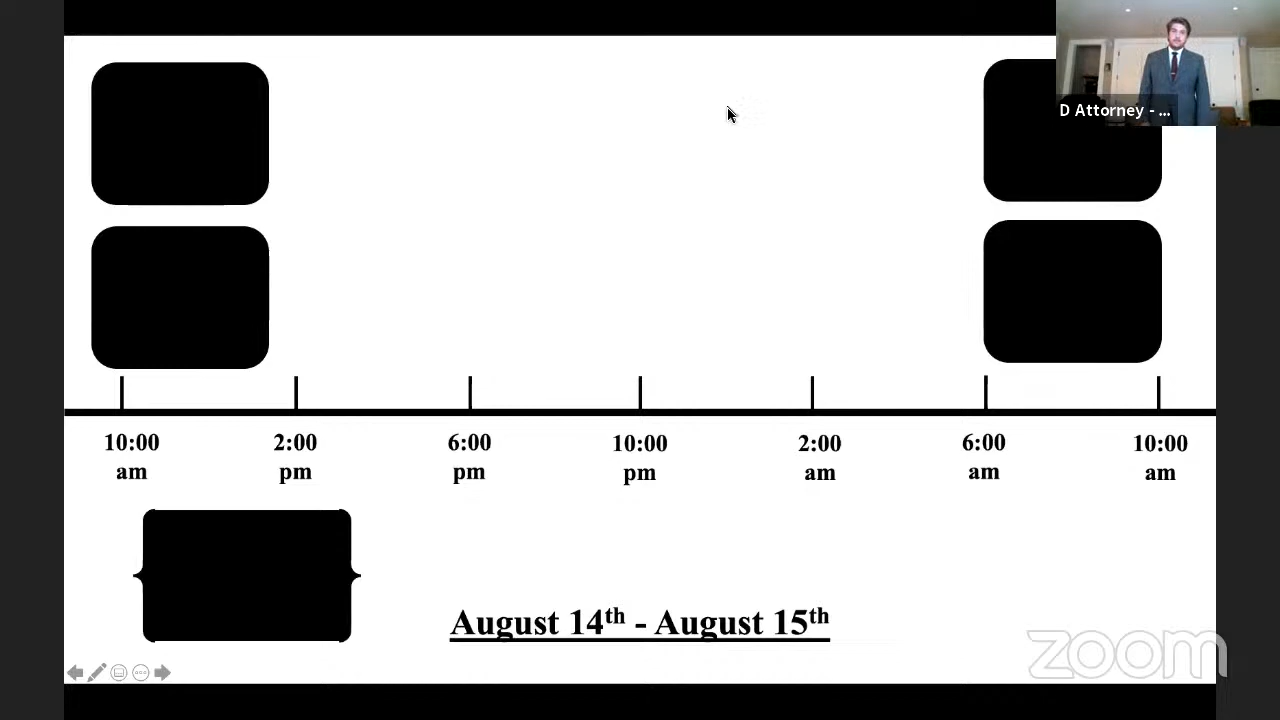 D Attorney - ...
10:00 am
2:00 pm
6:00 pm
10:00 pm
2:00 am
6:00 am
10:00 am
August 14th - August 15th
zoom